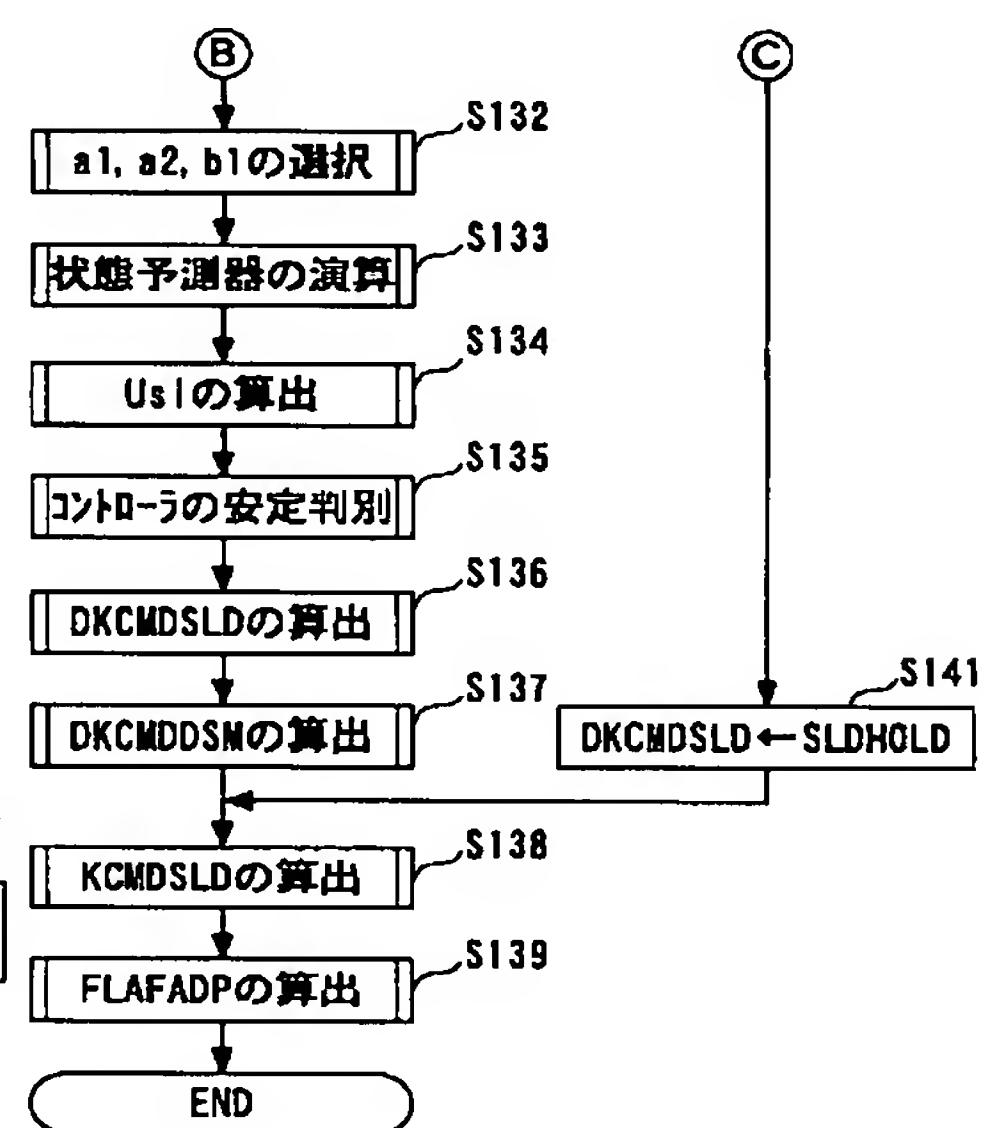 B
C
S132
a1, a2, b1の選択
S133
状態予測器の演算
S134
Uslの算出
S135
コントローラの安定判別
S136
DKCMDSLDの算出
S137
DKCMDDSMの算出
S141
DKCMDSLD←SLDHOLD
S138
KCMDSLDの算出
S139
FLAFADPの算出
END